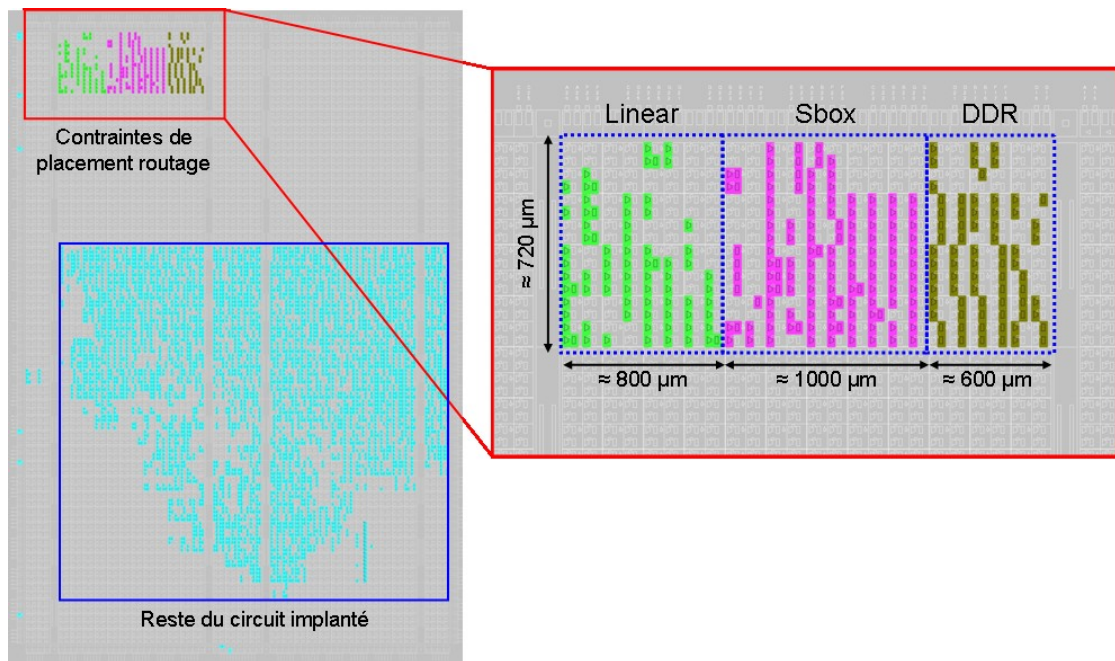 Contraintes de
placement routage
Linear
Sbox
DDR
≈ 720 µm
≈ 800 µm
≈ 1000 µm
≈ 600 µm
Reste du circuit implanté